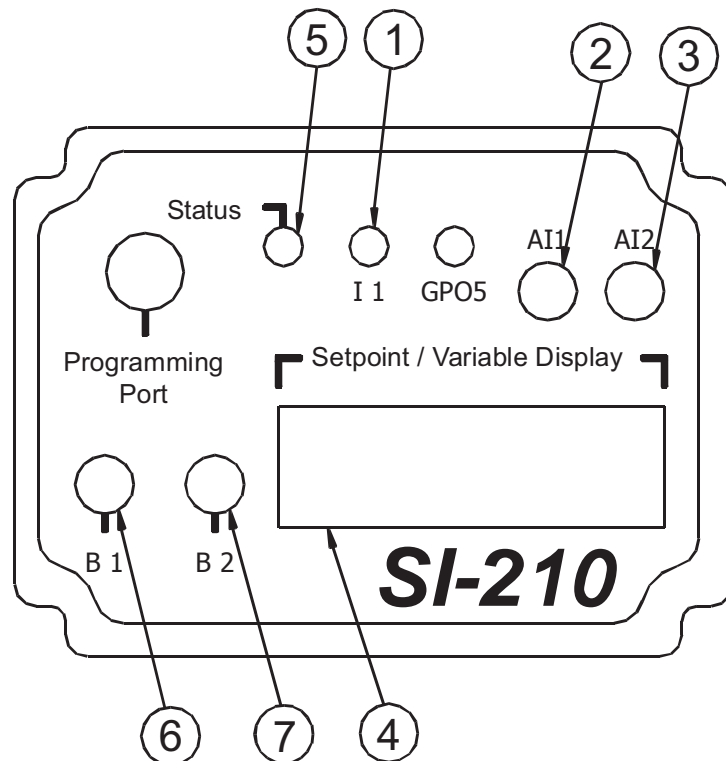 5 1 2 3
Status
AI1 AI2
I 1 GPO5
Programming
Port
Setpoint / Variable Display
B 1 B 2
SI-210
6 7 4